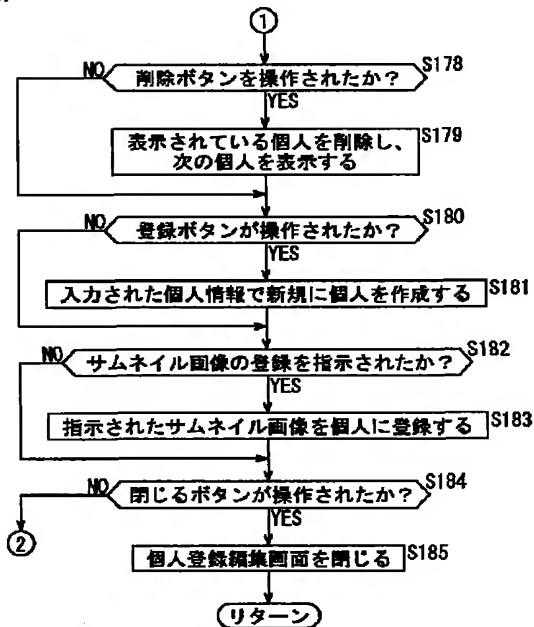 ①
NO
削除ボタンを操作されたか?
S178
YES
表示されている個人を削除し、
次の個人を表示する
S179
NO
登録ボタンが操作されたか?
S180
YES
入力された個人情報で新規に個人を作成する
S181
NO
サムネイル画像の登録を指示されたか?
S182
YES
指示されたサムネイル画像を個人に登録する
S183
NO
閉じるボタンが操作されたか?
S184
②
YES
個人登録編集画面を閉じる
S185
リターン